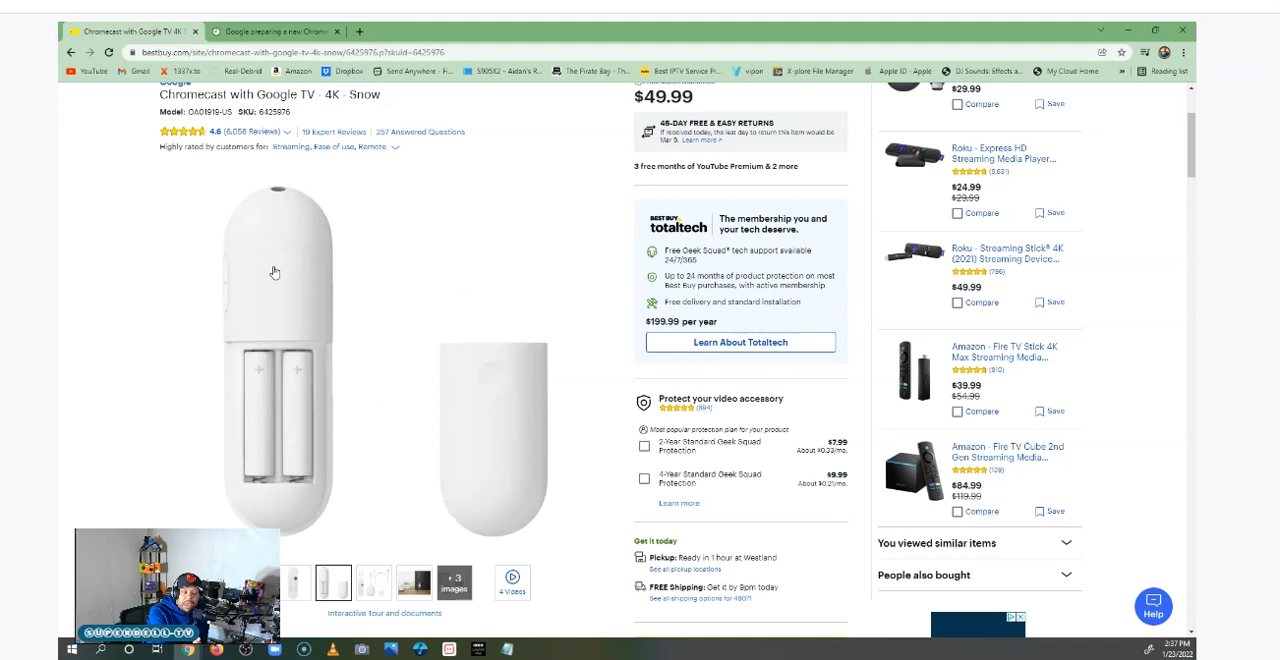 Chromecast with Google TV 4K
Google preparing a new Chrome
bestbuy.com/site/chromecast-with-google-tv-4k-snow/6425976.p?skuId=6425976
YouTube
Gmail
1337x.to
Real-Debrid
Amazon
Dropbox
Send Anywhere - Fi...
S905X2 - Aidan's R...
The Pirate Bay - Th...
Best IPTV Service Pr...
vipon
X-plore File Manager
Apple ID - Apple
DJ Sounds: Effects a...
My Cloud Home
»
Reading list
Google
Chromecast with Google TV - 4K - Snow
Model: GA01919-US SKU: 6425976
4.6 (6,056 Reviews)
19 Expert Reviews
257 Answered Questions
Highly rated by customers for: Streaming, Ease of use, Remote
$49.99
45-DAY FREE & EASY RETURNS
If received today, the last day to return this item would be
Mar 9. Learn more >
3 free months of YouTube Premium & 2 more
BEST BUY
totaltech
The membership you and
your tech deserve.
Free Geek Squad® tech support available
24/7/365
Up to 24 months of product protection on most
Best Buy purchases, with active membership
Free delivery and standard installation
$199.99 per year
Learn About Totaltech
Protect your video accessory
(894)
Most popular protection plan for your product
2-Year Standard Geek Squad
Protection
$7.99
About $0.33/mo.
4-Year Standard Geek Squad
Protection
$9.99
About $0.21/mo.
Learn more
Get it today
Pickup: Ready in 1 hour at Westland
See all pickup locations
FREE Shipping: Get it by 9pm today
See all shipping options for 48071
$29.99
Compare
Save
Roku - Express HD
Streaming Media Player...
(5,631)
$24.99
$29.99
Compare
Save
Roku - Streaming Stick® 4K
(2021) Streaming Device...
(796)
$49.99
Compare
Save
Amazon - Fire TV Stick 4K
Max Streaming Media...
(810)
$39.99
$54.99
Compare
Save
Amazon - Fire TV Cube 2nd
Gen Streaming Media...
(139)
$84.99
$119.99
Compare
Save
You viewed similar items
People also bought
Help
+ 3
images
4 Videos
Interactive Tour and documents
SUPERDELL-TV
2:37 PM
1/23/2022